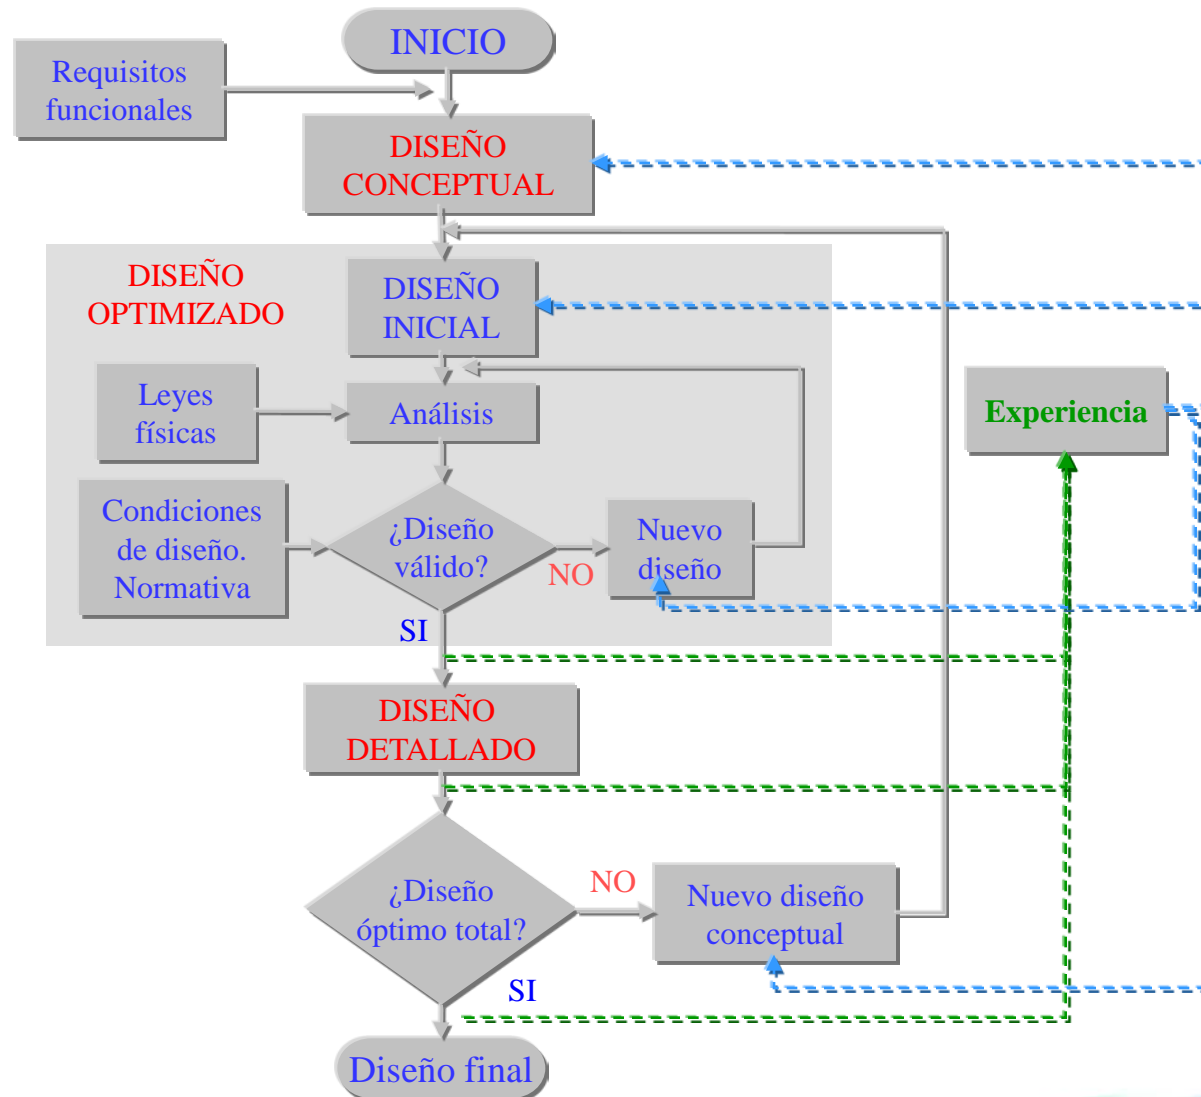 INICIO
Requisitos
funcionales
DISEÑO
CONCEPTUAL
DISEÑO
OPTIMIZADO
DISEÑO
INICIAL
Leyes
físicas
Análisis
Experiencia
Condiciones
de diseño.
Normativa
¿Diseño
válido?
NO
Nuevo
diseño
SI
DISEÑO
DETALLADO
¿Diseño
óptimo total?
NO
Nuevo diseño
conceptual
SI
Diseño final